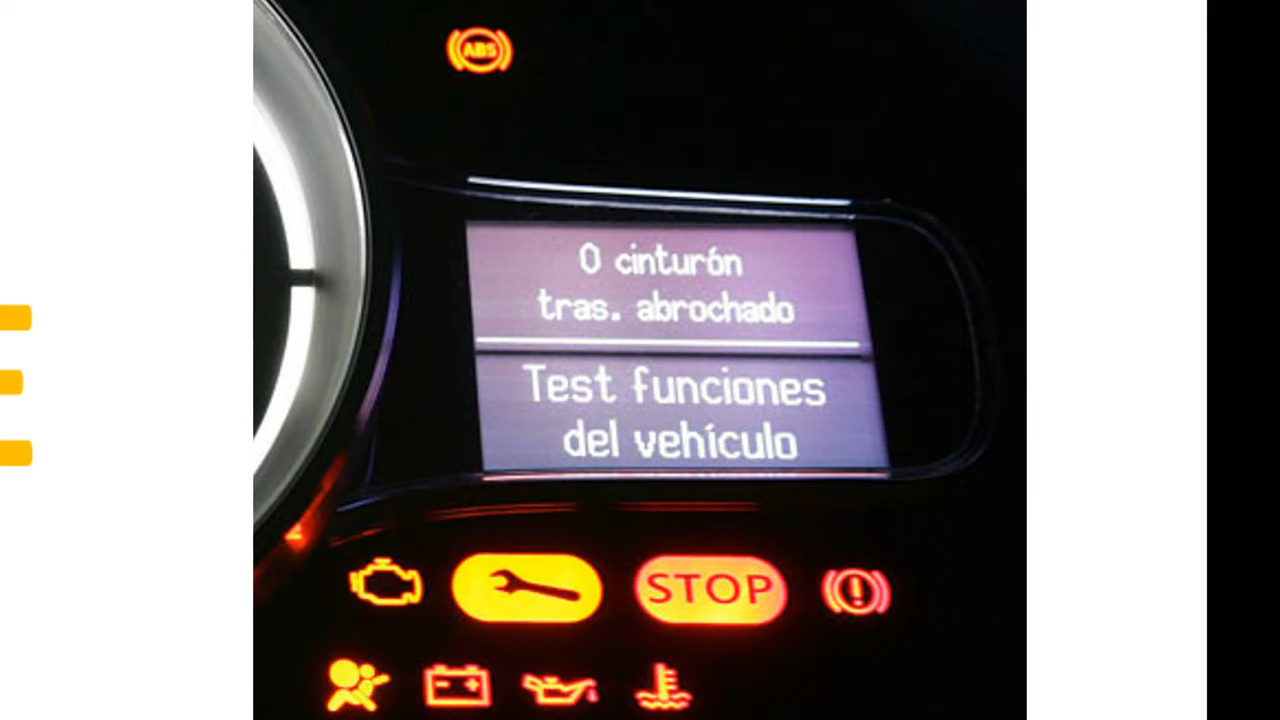 ABS
0 cinturón
tras. abrochado
Test funciones
del vehículo
STOP